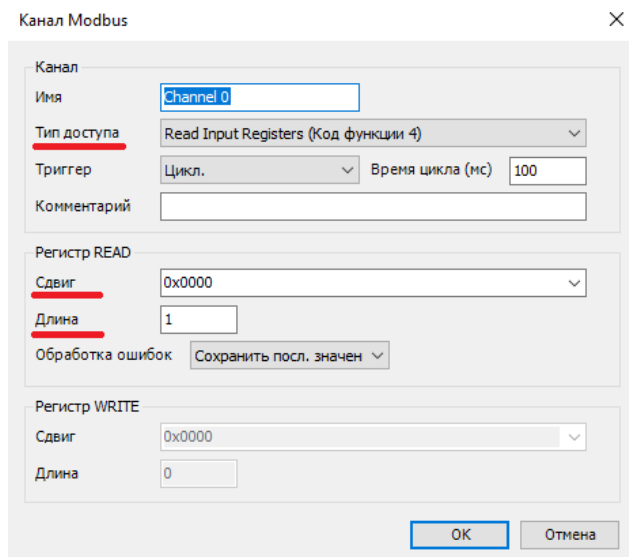 Канал Modbus
Канал
Имя Channel 0
Тип доступа Read Input Registers (Код функции 4)
Триггер Цикл. Время цикла (мс) 100
Комментарий
Регистр READ
Сдвиг 0x0000
Длина 1
Обработка ошибок Сохранить посл. значен
Регистр WRITE
Сдвиг 0x0000
Длина 0
OK Отмена